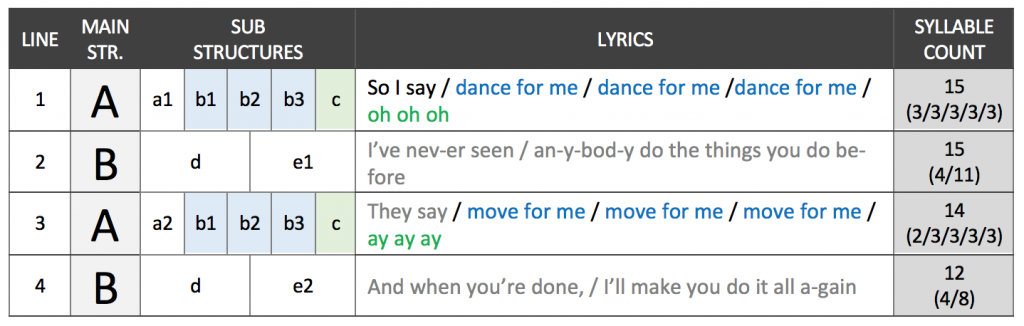 LINE MAIN STR. SUB STRUCTURES LYRICS SYLLABLE COUNT
1 A a1 b1 b2 b3 c So I say / dance for me / dance for me /dance for me / 15
oh oh oh (3/3/3/3/3)
2 B d e1 I've nev-er seen / an-y-bod-y do the things you do be- 15
fore (4/11)
3 A a2 b1 b2 b3 c They say / move for me / move for me / move for me / 14
ay ay ay (2/3/3/3/3)
4 B d e2 And when you're done, / I'll make you do it all a-gain 12
(4/8)